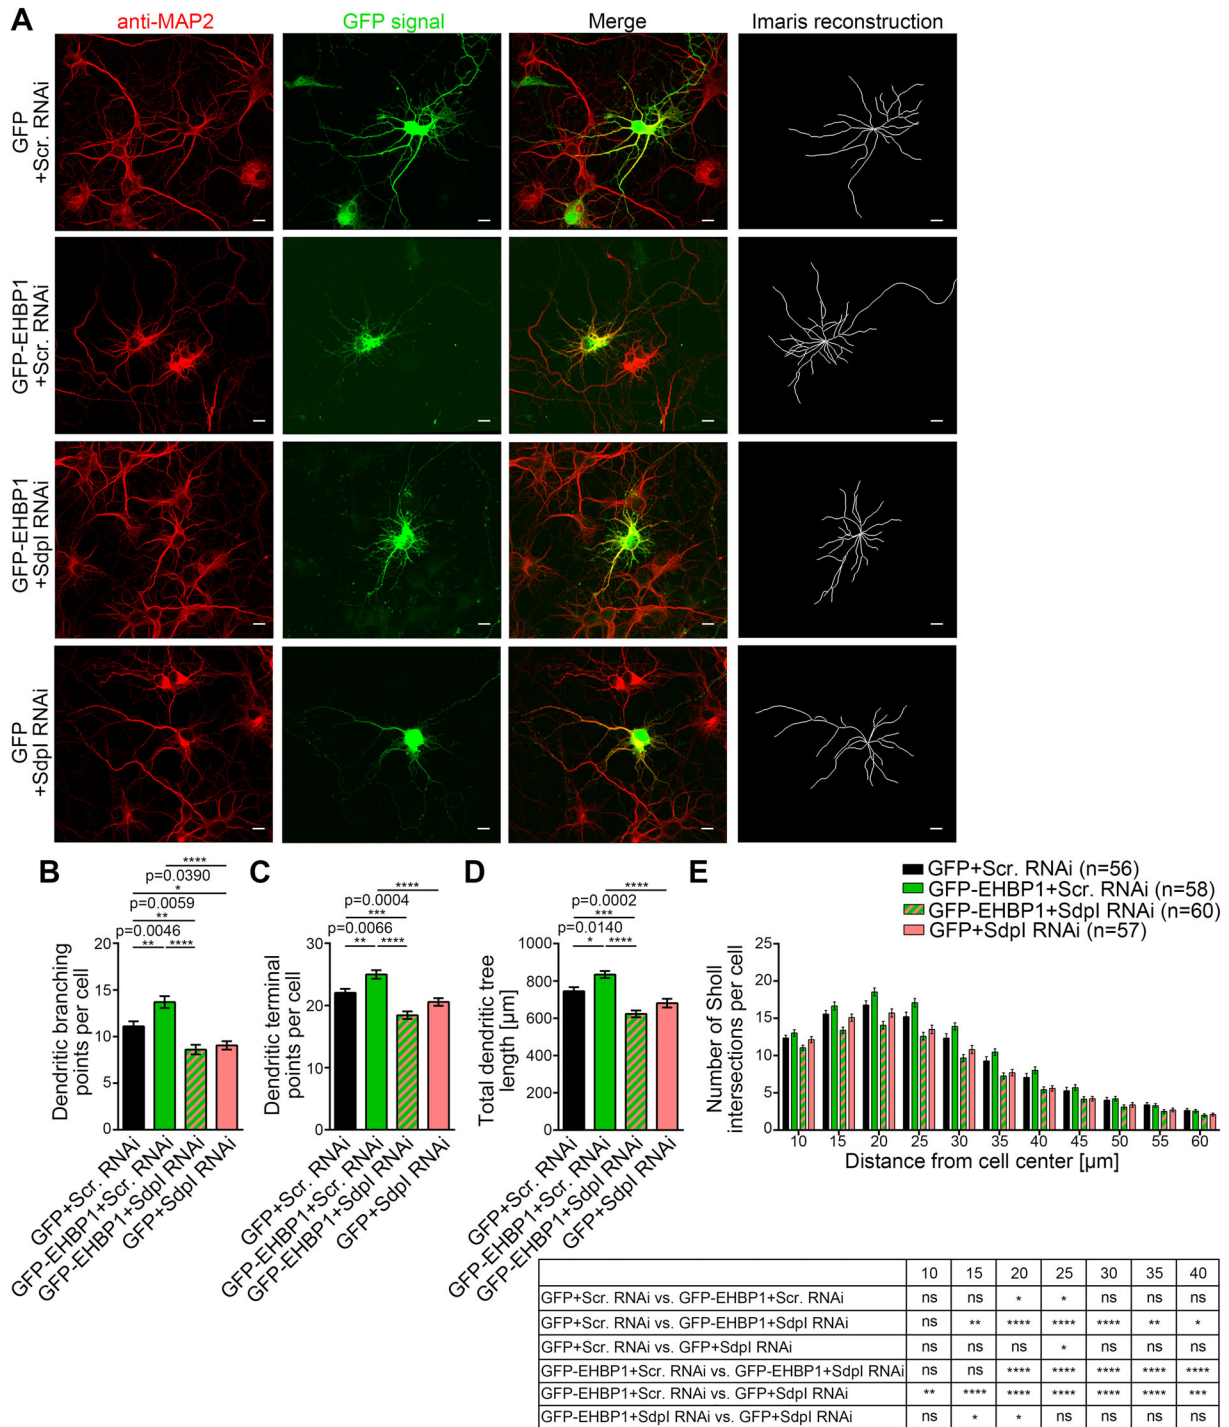 A
anti-MAP2
GFP signal
Merge
Imaris reconstruction
GFP
+Scr. RNAi
GFP-EHBP1
+Scr. RNAi
GFP-EHBP1
+SdpI RNAi
GFP
+SdpI RNAi
B
****
p=0.0390
*
p=0.0059
**
p=0.0046
** ****
20
15
10
5
0
Dendritic branching
points per cell
GFP+Scr. RNAi
GFP-EHBP1+Scr. RNAi
GFP-EHBP1+SdpI RNAi
GFP+SdpI RNAi
C
****
p=0.0004
***
p=0.0066
** ****
30
20
10
0
Dendritic terminal
points per cell
GFP+Scr. RNAi
GFP-EHBP1+Scr. RNAi
GFP-EHBP1+SdpI RNAi
GFP+SdpI RNAi
D
****
p=0.0002
***
p=0.0140
* ****
1000
800
600
400
200
0
Total dendritic tree
length [µm]
GFP+Scr. RNAi
GFP-EHBP1+Scr. RNAi
GFP-EHBP1+SdpI RNAi
GFP+SdpI RNAi
E
GFP+Scr. RNAi (n=56)
GFP-EHBP1+Scr. RNAi (n=58)
GFP-EHBP1+SdpI RNAi (n=60)
GFP+SdpI RNAi (n=57)
25
20
15
10
5
0
Number of Sholl
intersections per cell
10 15 20 25 30 35 40 45 50 55 60
Distance from cell center [µm]
10 15 20 25 30 35 40
GFP+Scr. RNAi vs. GFP-EHBP1+Scr. RNAi ns ns * * ns ns ns
GFP+Scr. RNAi vs. GFP-EHBP1+SdpI RNAi ns ** **** **** **** ** *
GFP+Scr. RNAi vs. GFP+SdpI RNAi ns ns ns * ns ns ns
GFP-EHBP1+Scr. RNAi vs. GFP-EHBP1+SdpI RNAi ns ns **** **** **** **** ****
GFP-EHBP1+Scr. RNAi vs. GFP+SdpI RNAi ** **** **** **** **** **** ***
GFP-EHBP1+SdpI RNAi vs. GFP+SdpI RNAi ns * * ns ns ns ns